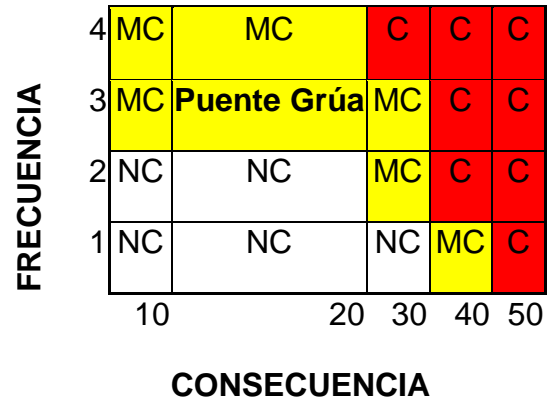 FRECUENCIA
4 MC MC C C C
3 MC Puente Grúa MC C C
2 NC NC MC C C
1 NC NC NC MC C
10 20 30 40 50
CONSECUENCIA